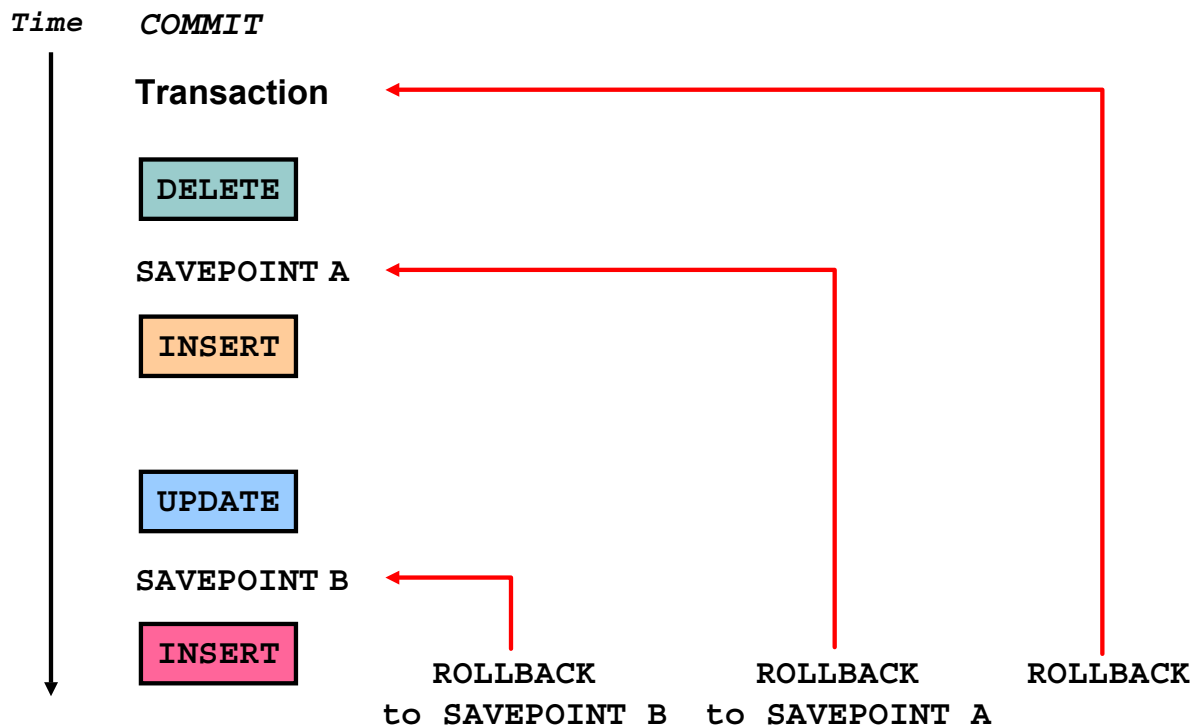 Time COMMIT
Transaction
DELETE
SAVEPOINT A
INSERT
UPDATE
SAVEPOINT B
INSERT
ROLLBACK
to SAVEPOINT B
ROLLBACK
to SAVEPOINT A
ROLLBACK